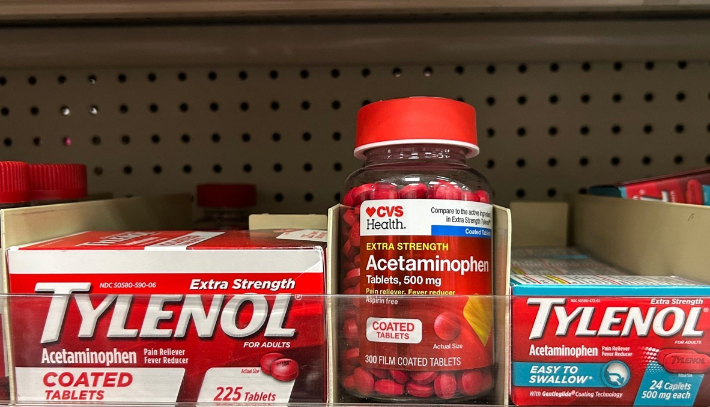 NDC 50580-590-06
Extra Strength
TYLENOL®
FOR ADULTS
Acetaminophen
Pain Reliever
Fever Reducer
COATED
TABLETS
Actual Size
225 Tablets
CVS
Health.
Compare to the active ingredient
in Extra Strength Tylenol®
Coated Tablets
EXTRA STRENGTH
Acetaminophen
Tablets, 500 mg
Pain reliever, Fever reducer
Aspirin free
COATED
TABLETS
Actual Size
300 FILM COATED TABLETS
Extra Strength
TYLENOL®
FOR ADULTS
Acetaminophen
Pain Reliever
Fever Reducer
TYLENOL
EASY TO
SWALLOW*
With Gentleglide® Coating Technology
24 Caplets
500 mg each